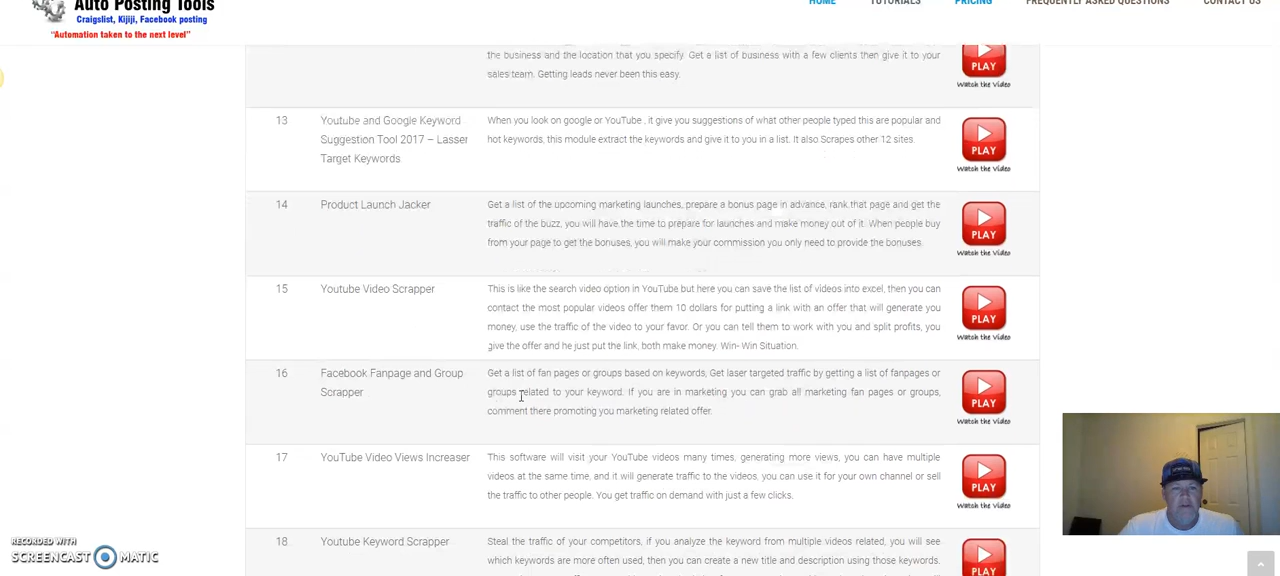 Auto Posting Tools
Craigslist, Kijiji, Facebook posting
"Automation taken to the next level"
HOME TUTORIALS PRICING FREQUENTLY ASKED QUESTIONS CONTACT US
the business and the location that you specify. Get a list of business with a few clients then give it to your
sales team. Getting leads never been this easy.
PLAY
Watch the Video
13
Youtube and Google Keyword
Suggestion Tool 2017 – Lasser
Target Keywords
When you look on google or YouTube , it give you suggestions of what other people typed this are popular and
hot keywords, this module extract the keywords and give it to you in a list. It also Scrapes other 12 sites.
PLAY
Watch the Video
14
Product Launch Jacker
Get a list of the upcoming marketing launches, prepare a bonus page in advance, rank that page and get the
traffic of the buzz, you will have the time to prepare for launches and make money out of it. When people buy
from your page to get the bonuses, you will make your commission you only need to provide the bonuses.
PLAY
Watch the Video
15
Youtube Video Scrapper
This is like the search video option in YouTube but here you can save the list of videos into excel, then you can
contact the most popular videos offer them 10 dollars for putting a link with an offer that will generate you
money, use the traffic of the video to your favor. Or you can tell them to work with you and split profits, you
give the offer and he just put the link, both make money. Win- Win Situation.
PLAY
Watch the Video
16
Facebook Fanpage and Group
Scrapper
Get a list of fan pages or groups based on keywords, Get laser targeted traffic by getting a list of fanpages or
groups related to your keyword. If you are in marketing you can grab all marketing fan pages or groups,
comment there promoting you marketing related offer.
PLAY
Watch the Video
17
YouTube Video Views Increaser
This software will visit your YouTube videos many times, generating more views, you can have multiple
videos at the same time, and it will generate traffic to the videos, you can use it for your own channel or sell
the traffic to other people. You get traffic on demand with just a few clicks.
PLAY
Watch the Video
18
Youtube Keyword Scrapper
Steal the traffic of your competitors, if you analyze the keyword from multiple videos related, you will see
which keywords are more often used, then you can create a new title and description using those keywords.
PLAY
RECORDED WITH
SCREENCAST MATIC